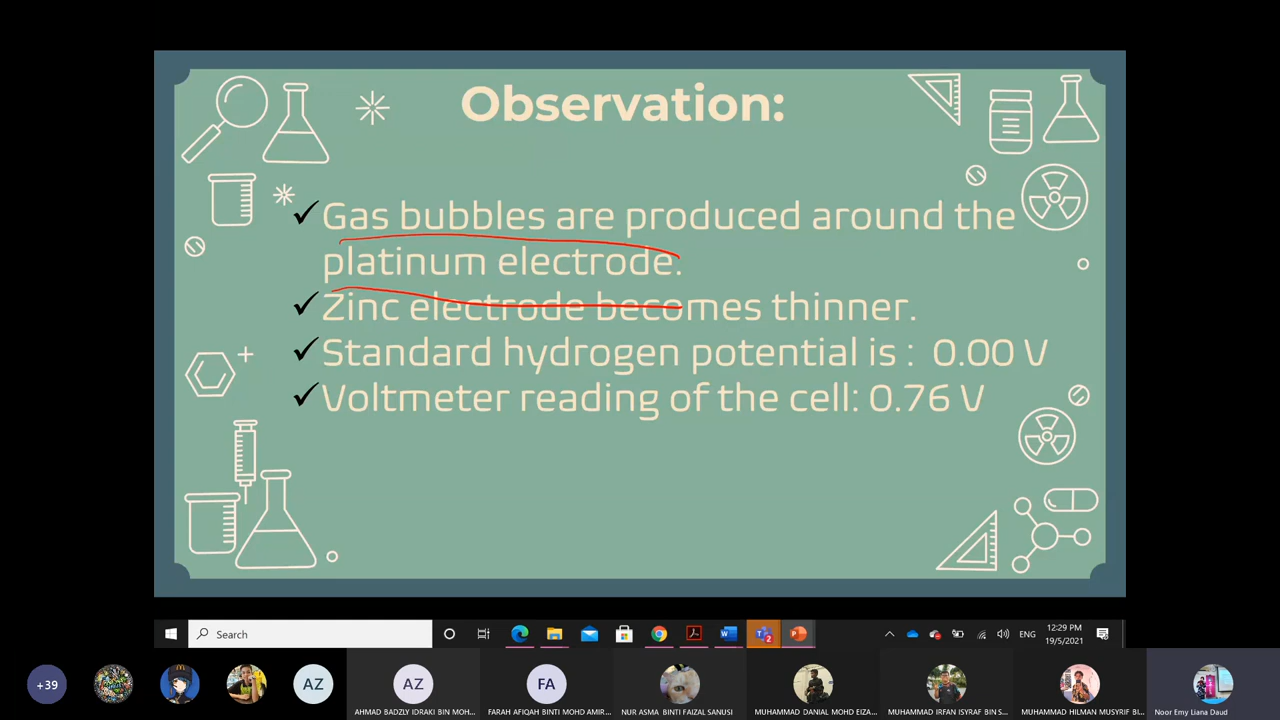 Observation:
Gas bubbles are produced around the
platinum electrode.
Zinc electrode becomes thinner.
Standard hydrogen potential is : 0.00 V
Voltmeter reading of the cell: 0.76 V
Search
2
ENG
12:29 PM
19/5/2021
+39
AZ
AZ
FA
AHMAD BADZLY IDRAKI BIN MOH...
FARAH AFIQAH BINTI MOHD AMIR...
NUR ASMA BINTI FAIZAL SANUSI
MUHAMMAD DANIAL MOHD EIZA...
MUHAMMAD IRFAN ISYRAF BIN S...
MUHAMMAD HILMAN MUSYRIF BI...
Noor Emy Liana Daud